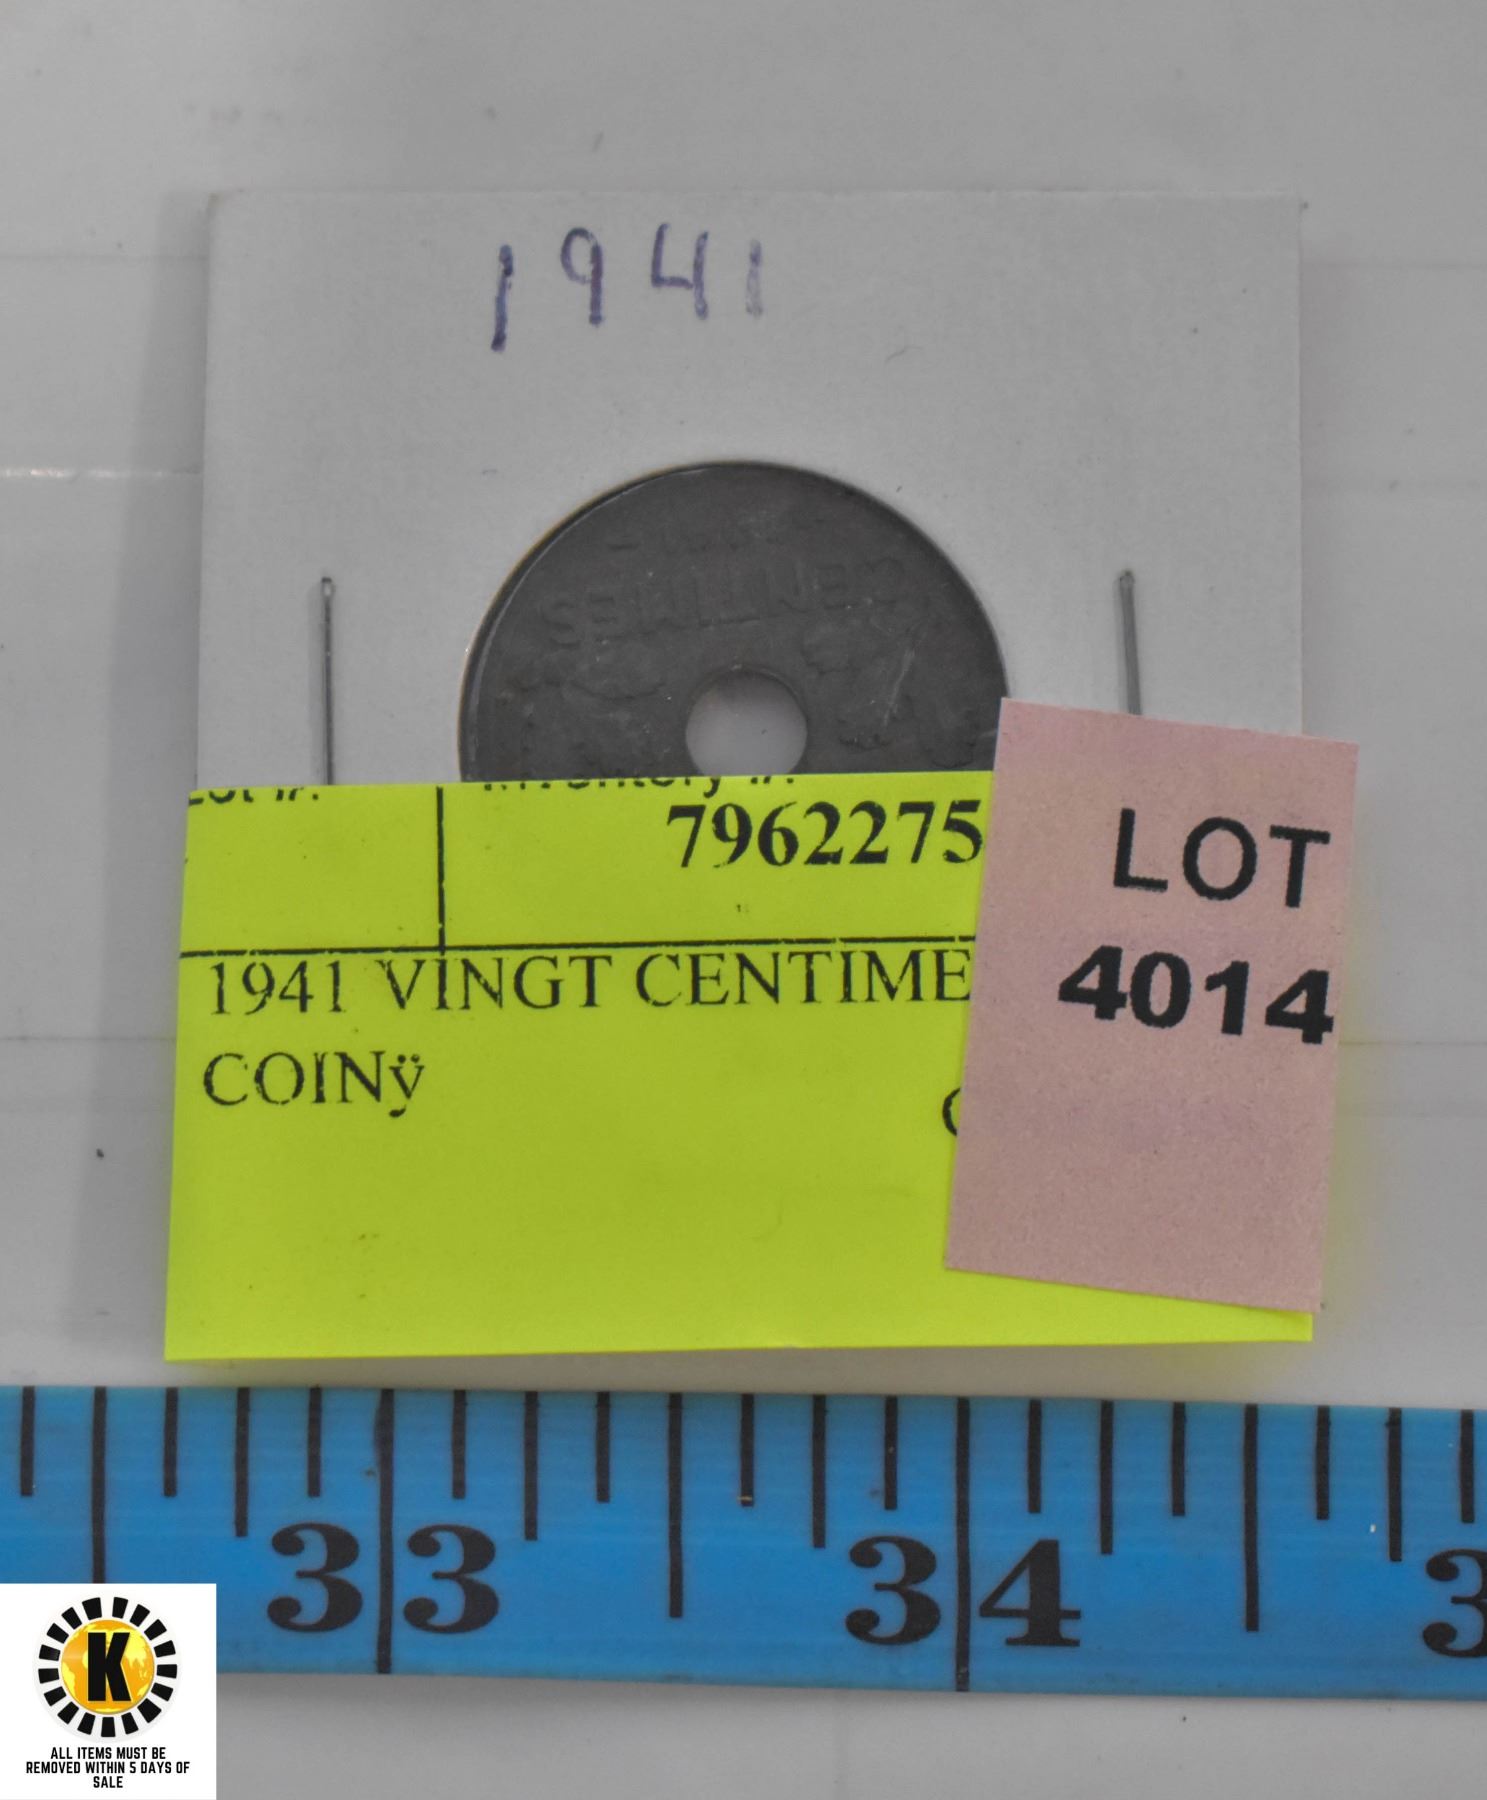 1941
CENTIMES
7962275
1941 VINGT CENTIME
COINÿ
LOT
4014
33
34
3
K
ALL ITEMS MUST BE
REMOVED WITHIN 5 DAYS OF
SALE